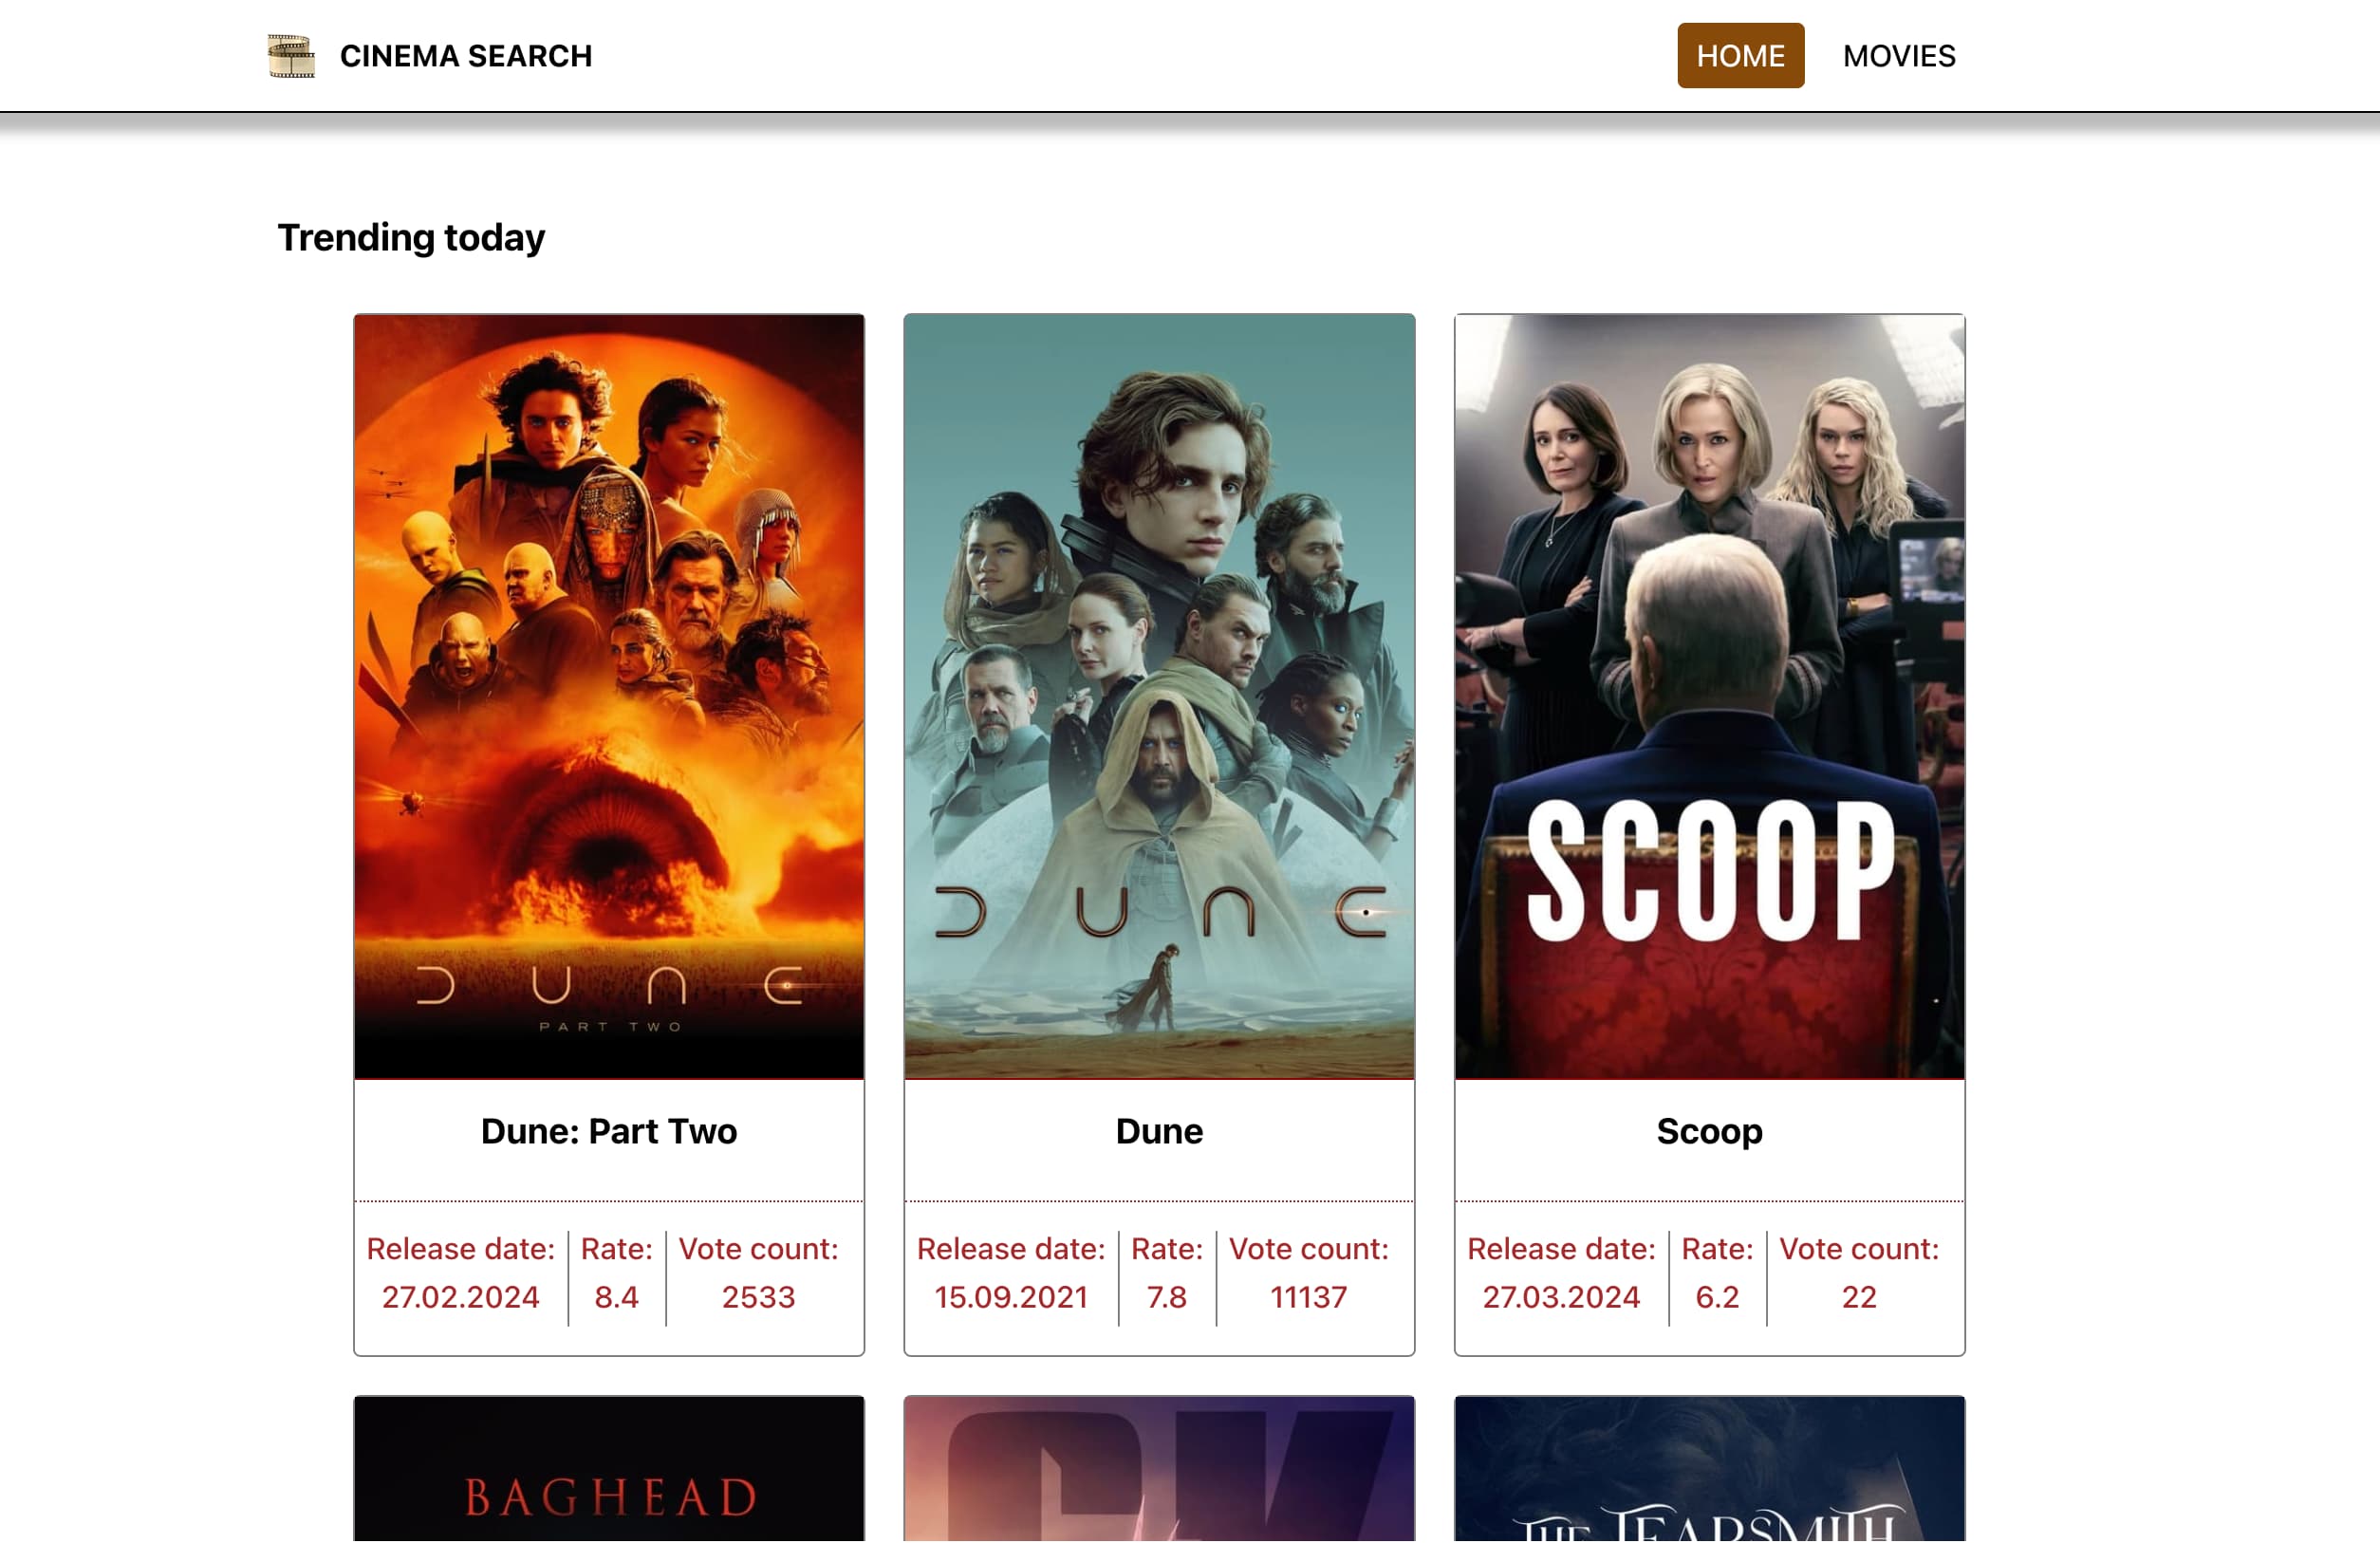 CINEMA SEARCH
HOME
MOVIES
Trending today
DUNE
PART TWO
DUNE
SCOOP
Dune: Part Two
Dune
Scoop
Release date:
27.02.2024
Rate:
8.4
Vote count:
2533
Release date:
15.09.2021
Rate:
7.8
Vote count:
11137
Release date:
27.03.2024
Rate:
6.2
Vote count:
22
BAGHEAD
THE TEARSMITH